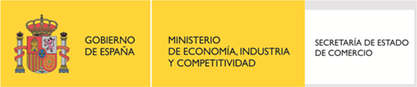 GOBIERNO
DE ESPAÑA
MINISTERIO
DE ECONOMÍA, INDUSTRIA
Y COMPETITIVIDAD
SECRETARÍA DE ESTADO
DE COMERCIO